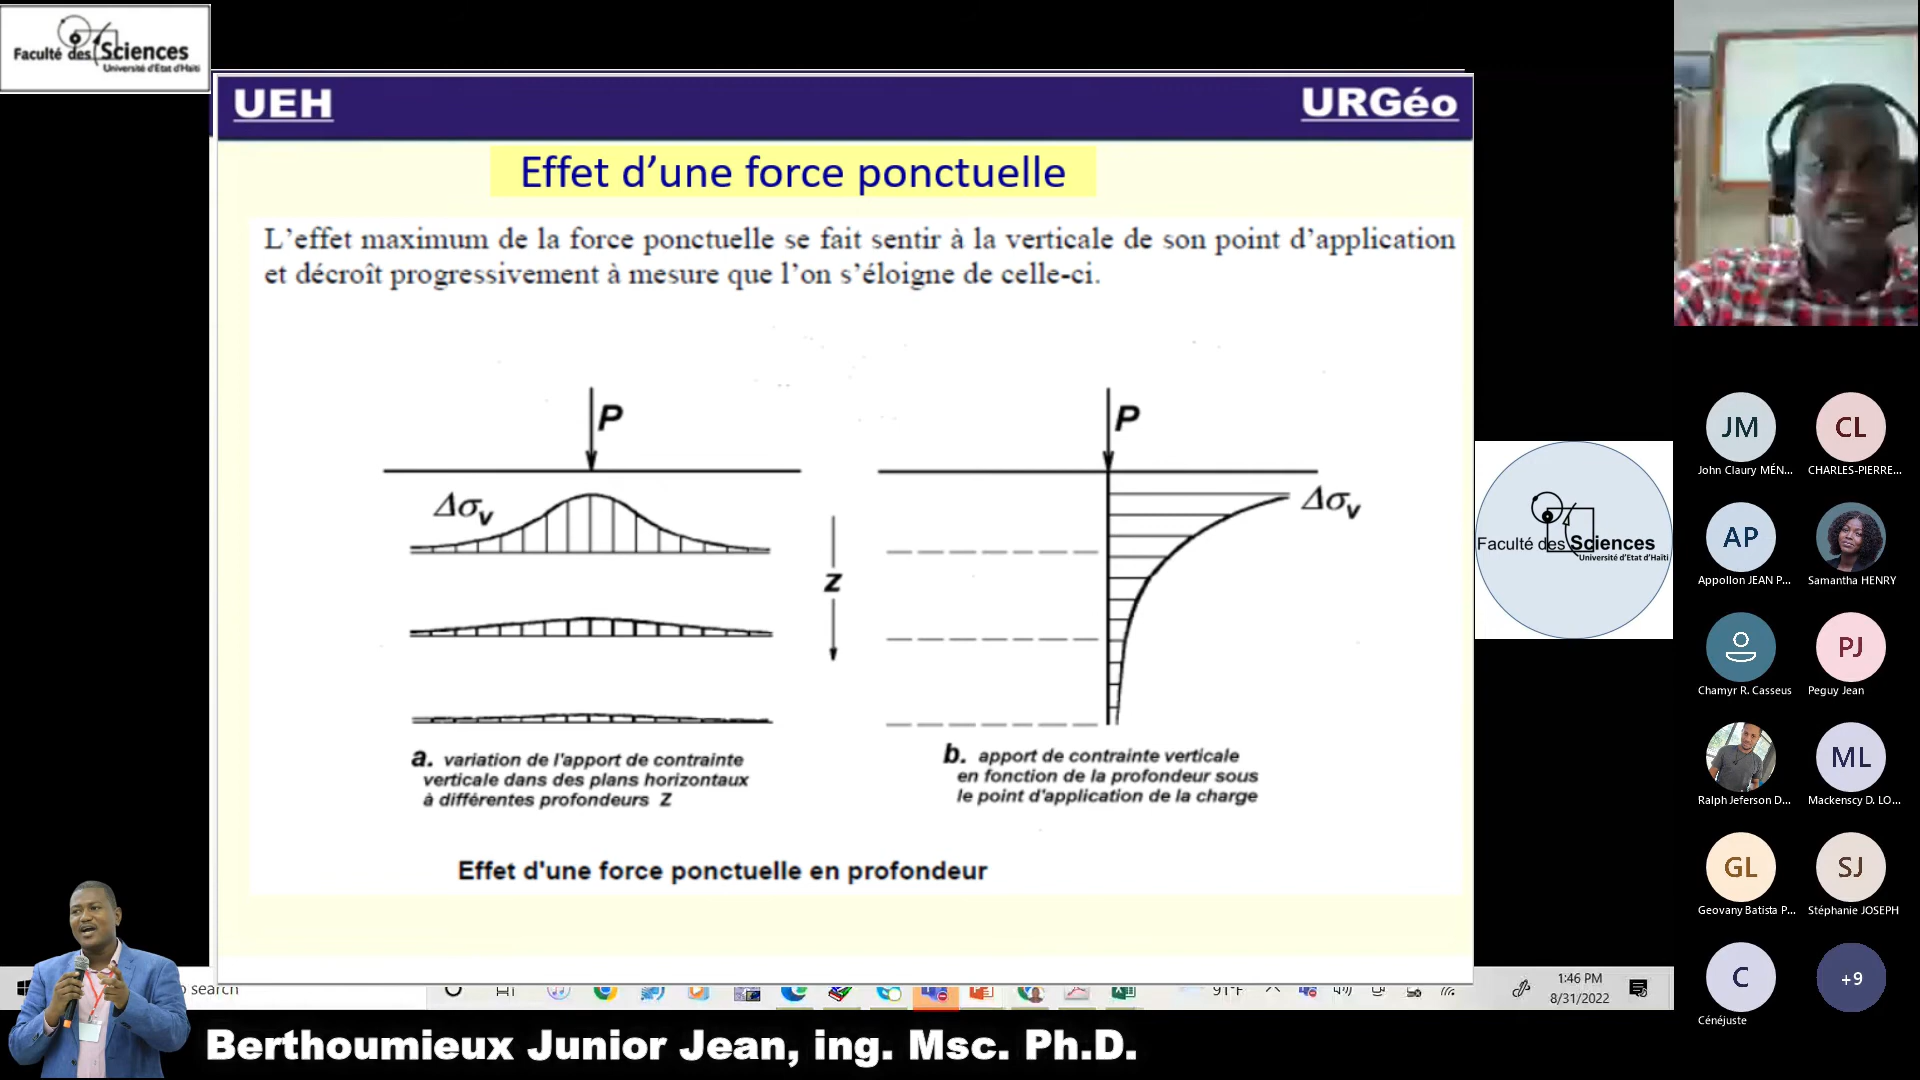 Faculté des Sciences
Université d'Etat d'Haïti
UEH
URGéo
Effet d’une force ponctuelle
L’effet maximum de la force ponctuelle se fait sentir à la verticale de son point d’application
et décroît progressivement à mesure que l’on s’éloigne de celle-ci.
P
P
Δσv
Δσv
z
a. variation de l'apport de contrainte
verticale dans des plans horizontaux
à différentes profondeurs Z
b. apport de contrainte verticale
en fonction de la profondeur sous
le point d'application de la charge
Effet d'une force ponctuelle en profondeur
Faculté des Sciences
Université d'Etat d'Haïti
JM
John Claury MÉN...
CL
CHARLES-PIERRE...
AP
Appollon JEAN P...
Samantha HENRY
Chamyr R. Casseus
PJ
Peguy Jean
Ralph Jeferson D...
ML
Mackenscy D. LO...
GL
Geovany Batista P...
SJ
Stéphanie JOSEPH
C
Cénéjuste
+9
search
91°F
1:46 PM
8/31/2022
Berthoumieux Junior Jean, ing. Msc. Ph.D.